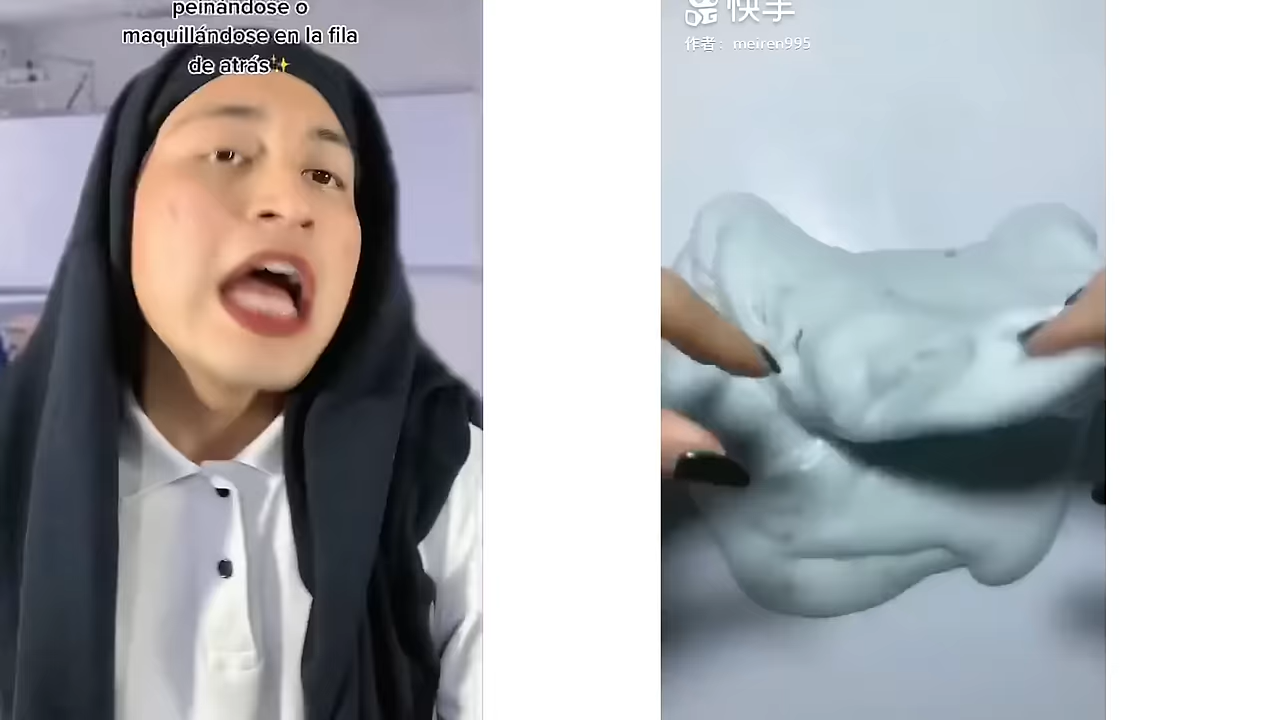 peinándose o
maquillándose en la fila
de atrás✨
快手
作者：meiren995